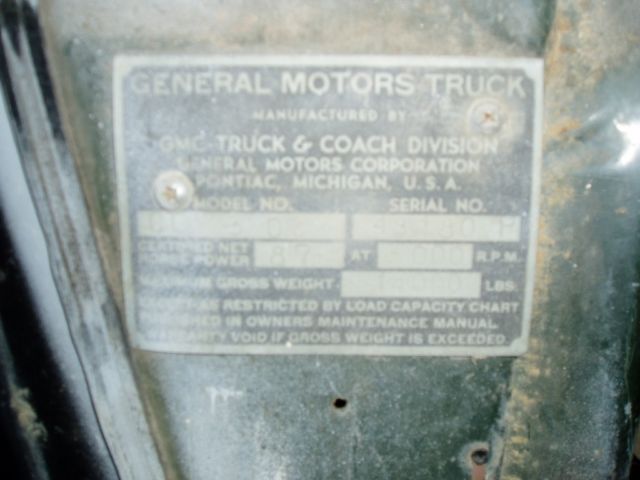 GENERAL MOTORS TRUCK
MANUFACTURED BY
GMC TRUCK & COACH DIVISION
GENERAL MOTORS CORPORATION
PONTIAC, MICHIGAN, U.S.A.
MODEL NO. SERIAL NO.
CERTIFIED NET
HORSE POWER 87 AT R.P.M.
MAXIMUM GROSS WEIGHT LBS.
EXCEPT AS RESTRICTED BY LOAD CAPACITY CHART
IN OWNERS MAINTENANCE MANUAL
WARRANTY VOID IF GROSS WEIGHT IS EXCEEDED